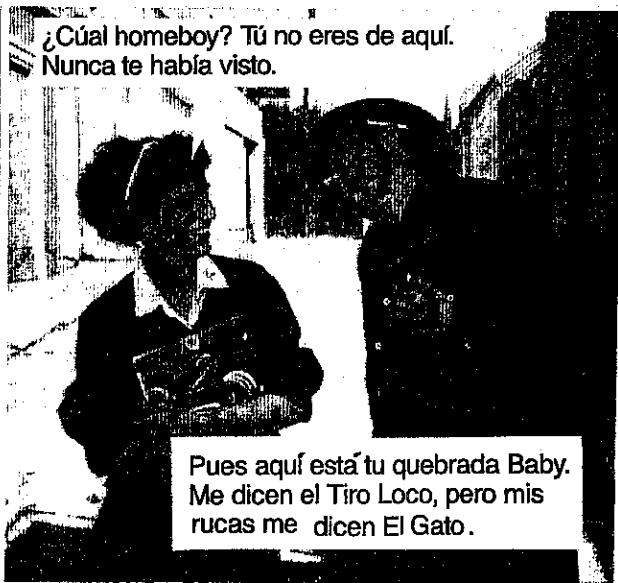 ¿Cúal homeboy? Tú no eres de aquí.
Nunca te había visto.
Pues aquí está tu quebrada Baby.
Me dicen el Tiro Loco, pero mis
rucas me dicen El Gato.